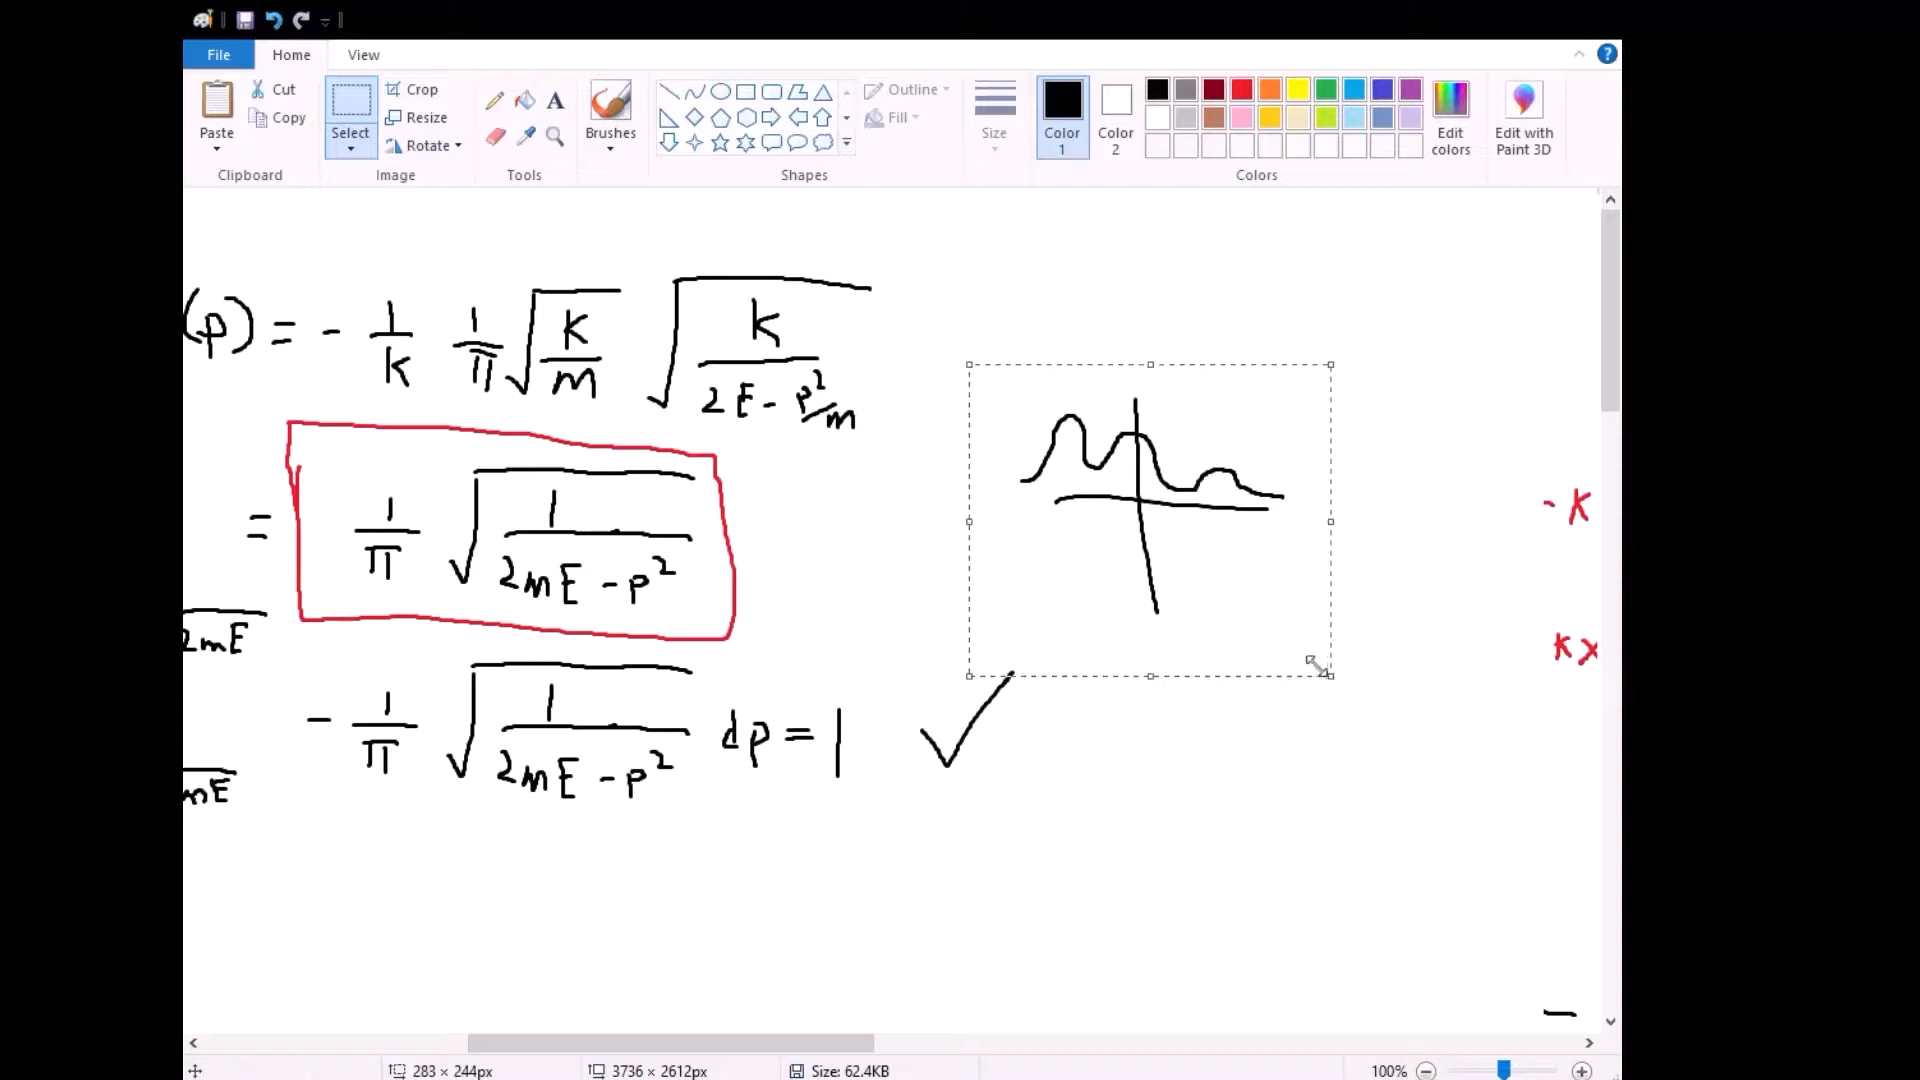 File Home View
Paste Cut Copy Clipboard
Select Crop Resize Rotate Image
A Tools
Brushes
Outline Fill Shapes
Size
Color 1 Color 2 Edit colors Edit with Paint 3D Colors
(p) = - 1/k 1/π √(k/m) √(k/(2E - p²/m))
= 1/π √(1/(2mE - p²))
2mE
- K
Kx
- 1/π √(1/(2mE - p²)) dp = 1 ✓
mE
283 × 244px 3736 × 2612px Size: 62.4KB 100%